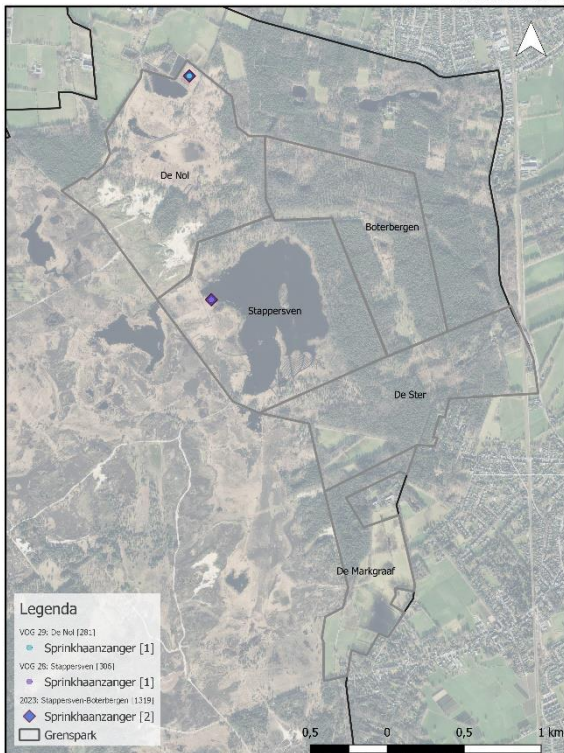 De Nol
Boterbergen
Stappersven
De Ster
De Markgraaf
Legenda
VOG 29: De Nol [281]
Sprinkhaanzanger [1]
VOG 28: Stappersven [306]
Sprinkhaanzanger [1]
2023: Stappersven-Boterbergen [1319]
Sprinkhaanzanger [2]
Grenspark
0,5 0 0,5 1 km